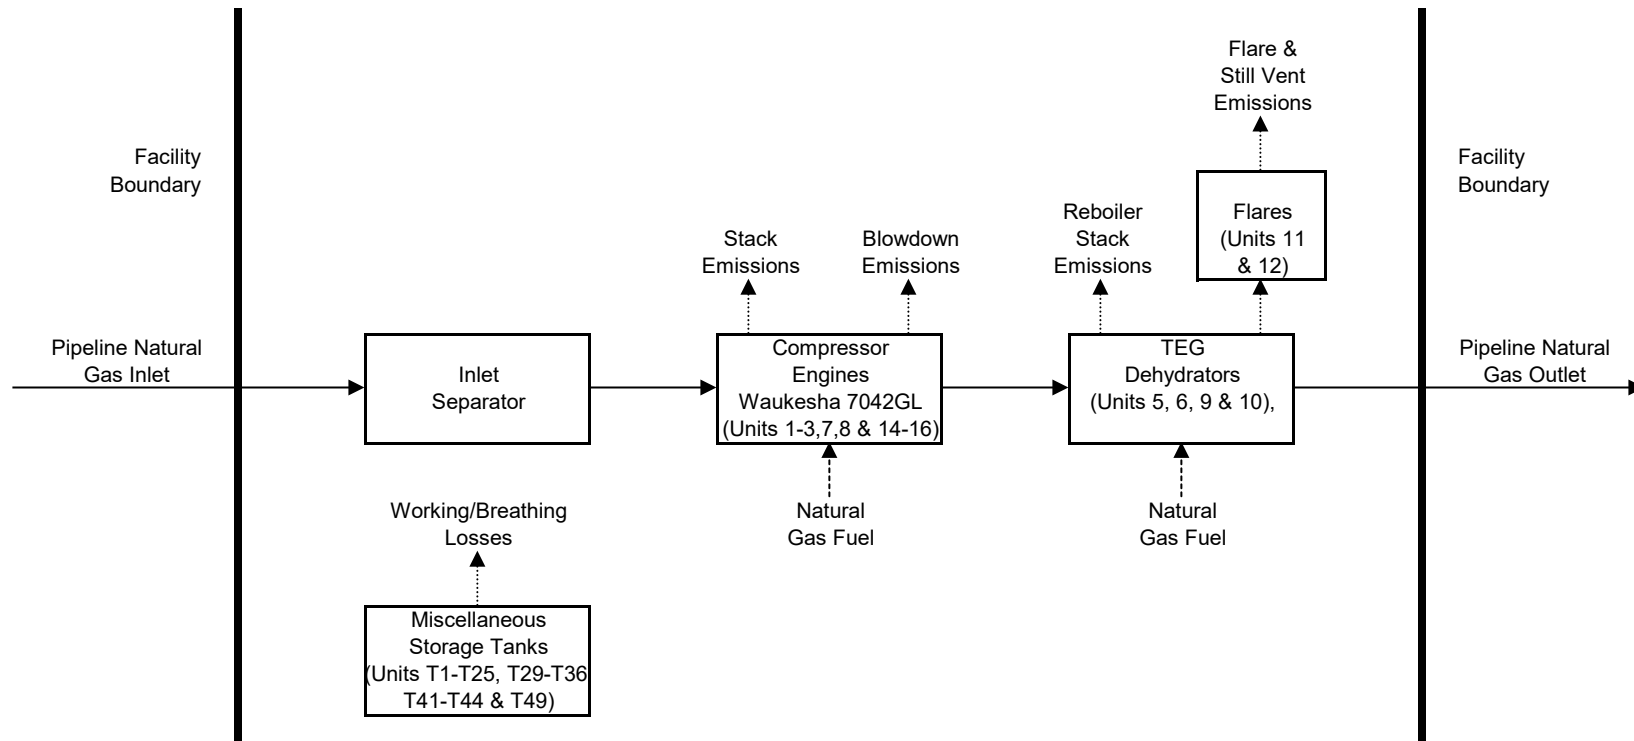 Flare &
Still Vent
Emissions
Facility
Boundary
Facility
Boundary
Flares
(Units 11
& 12)
Reboiler
Stack
Emissions
Stack
Emissions
Blowdown
Emissions
Pipeline Natural
Gas Inlet
Inlet
Separator
Compressor
Engines
Waukesha 7042GL
(Units 1-3,7,8 & 14-16)
TEG
Dehydrators
(Units 5, 6, 9 & 10),
Pipeline Natural
Gas Outlet
Working/Breathing
Losses
Natural
Gas Fuel
Natural
Gas Fuel
Miscellaneous
Storage Tanks
(Units T1-T25, T29-T36
T41-T44 & T49)